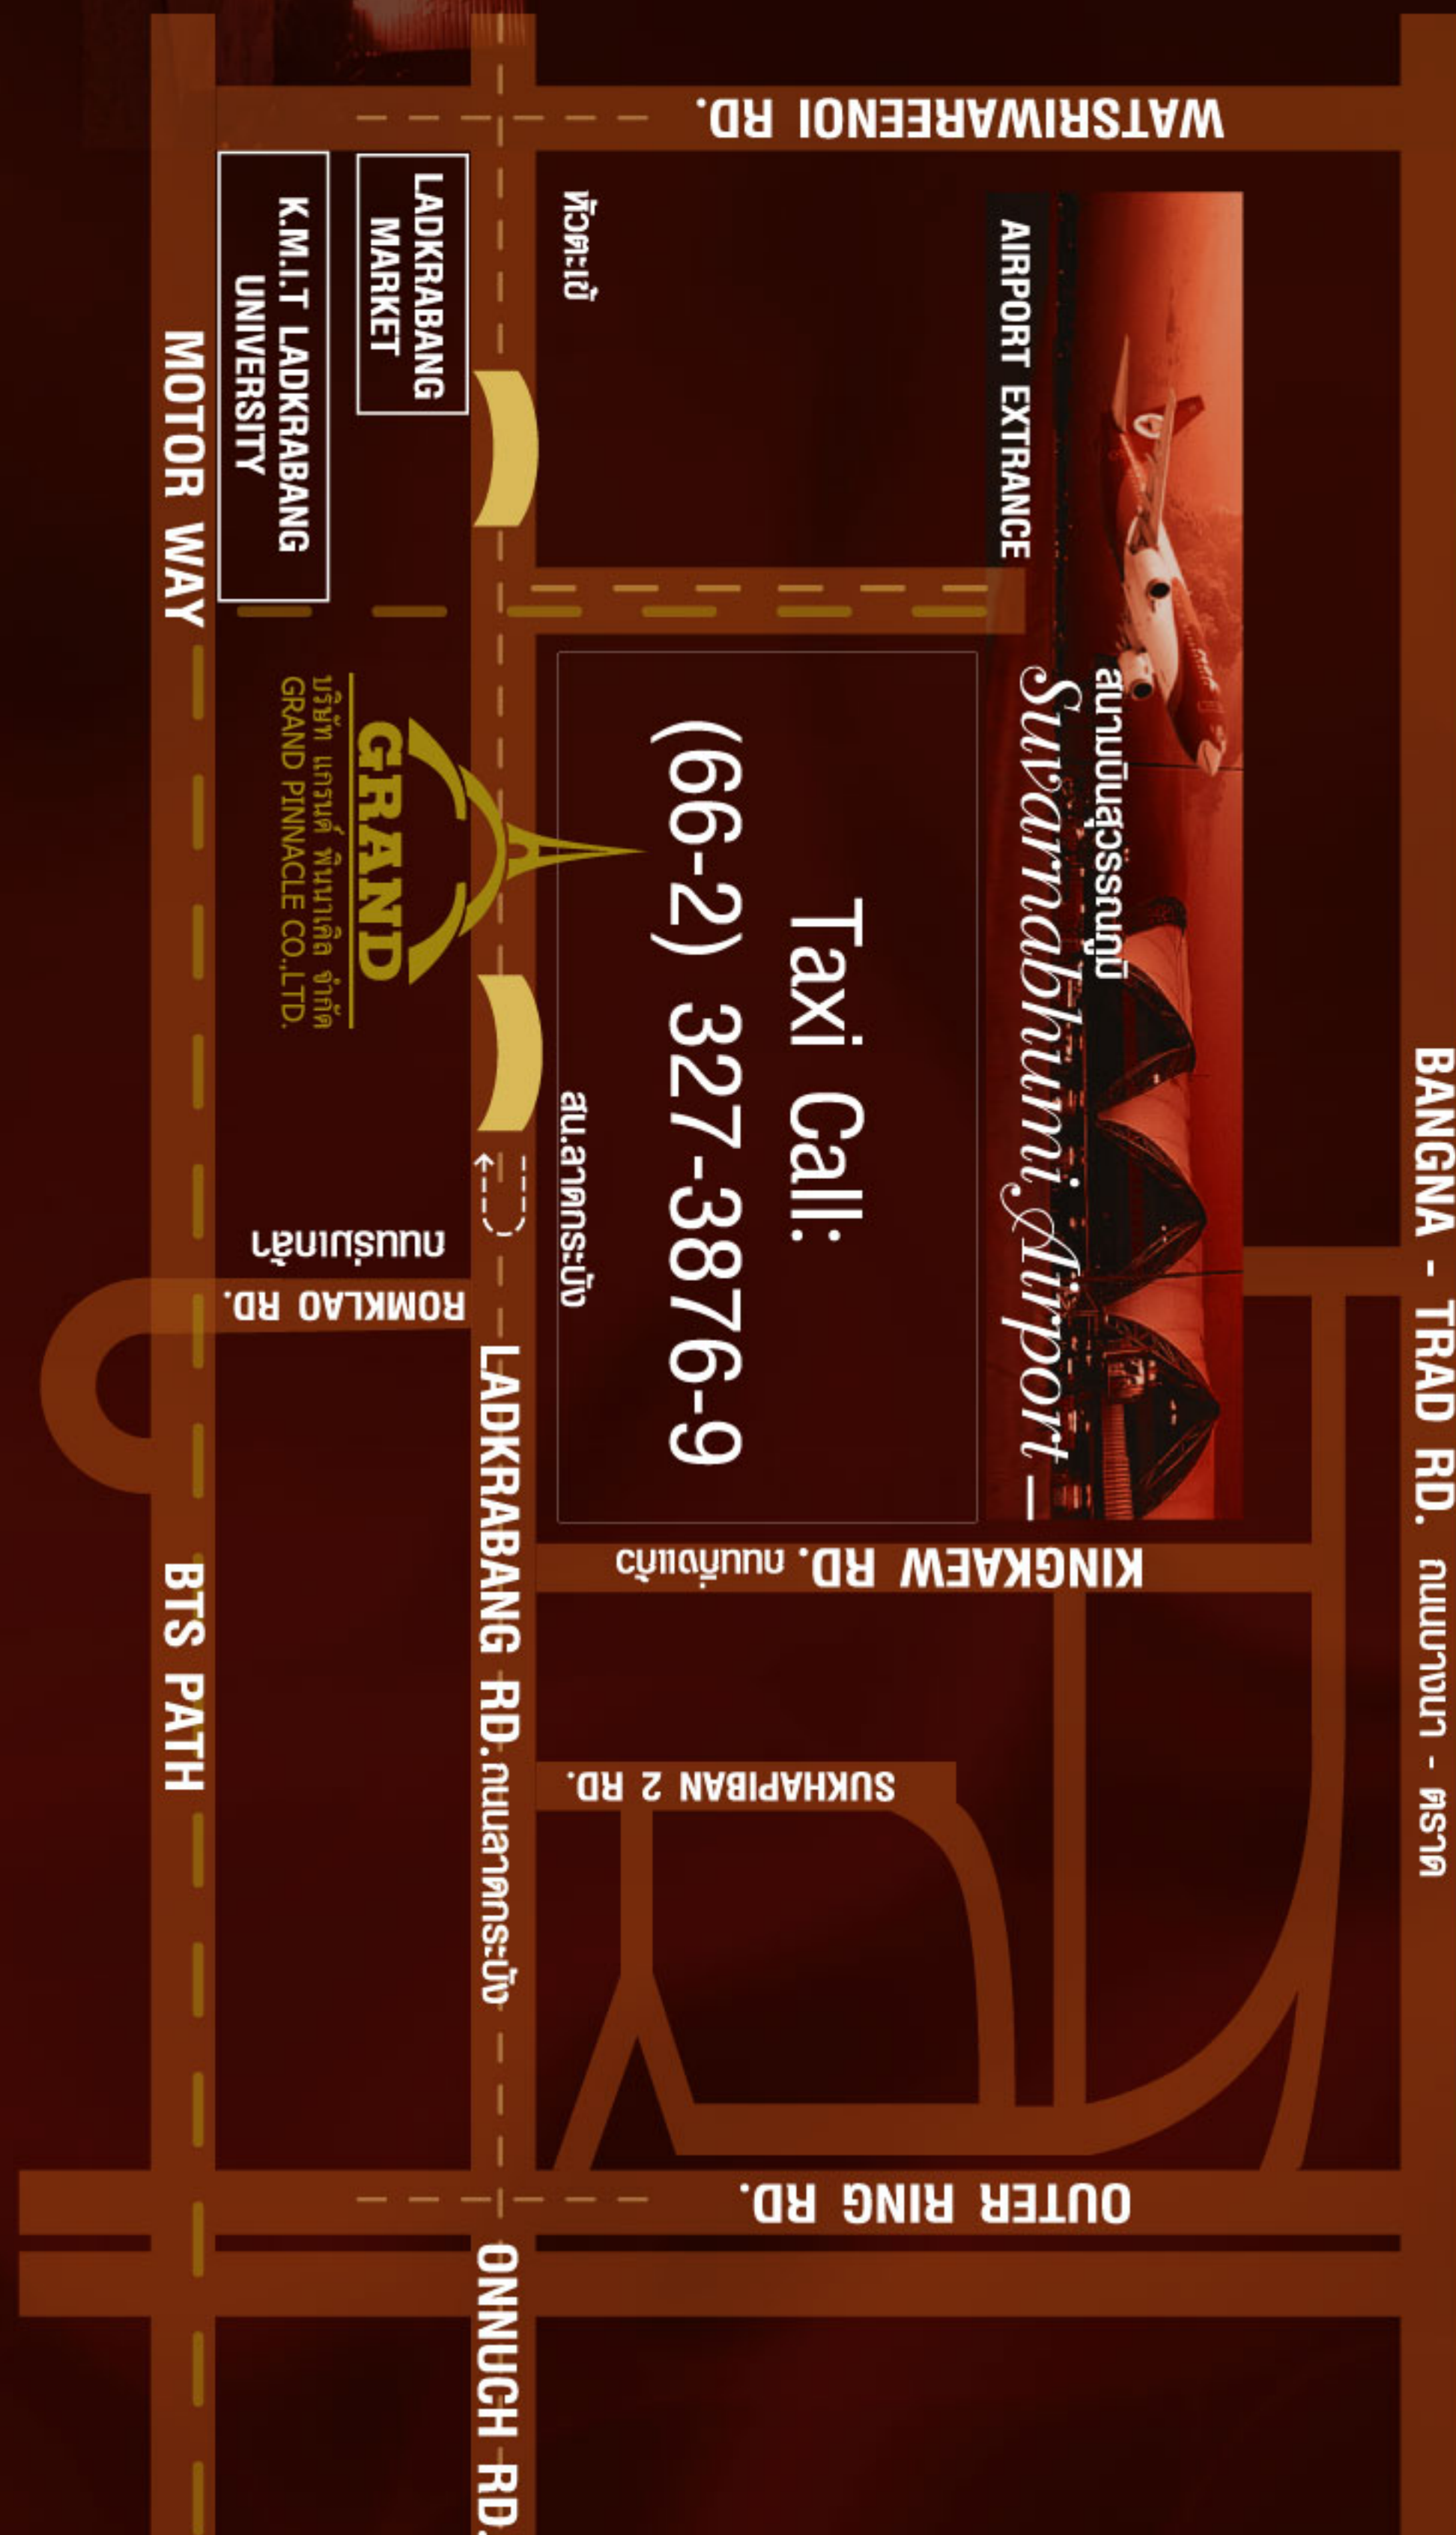 BANGNA - TRAD RD. ถนนบางนา - ตราด
WATSRIWAREENOI RD.
AIRPORT EXTRANCE
สนามบินสุวรรณภูมิ
Suvarnabhumi Airport
Taxi Call:
(66-2) 327-3876-9
KINGKAEW RD. ถนนกิ่งแก้ว
SUKHAPIBAN 2 RD.
OUTER RING RD.
หัวตะเข้
สน.ลาดกระบัง
LADKRABANG RD. ถนนลาดกระบัง
ONNUCH RD.
LADKRABANG
MARKET
K.M.I.T LADKRABANG
UNIVERSITY
GRAND
บริษัท แกรนด์ พินนาเคิล จำกัด
GRAND PINNACLE CO.,LTD.
ถนนร่มเกล้า
ROMKLAO RD.
MOTOR WAY
BTS PATH